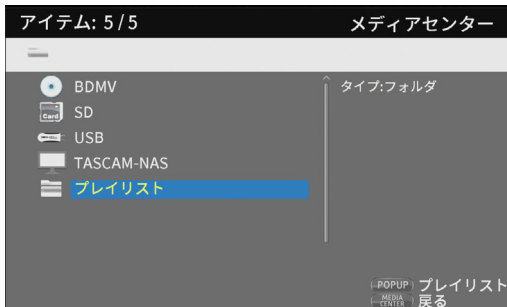 アイテム: 5/5
メディアセンター
BDMV
タイプ:フォルダ
Card SD
USB
TASCAM-NAS
プレイリスト
POPUP プレイリスト
MEDIA CENTER 戻る